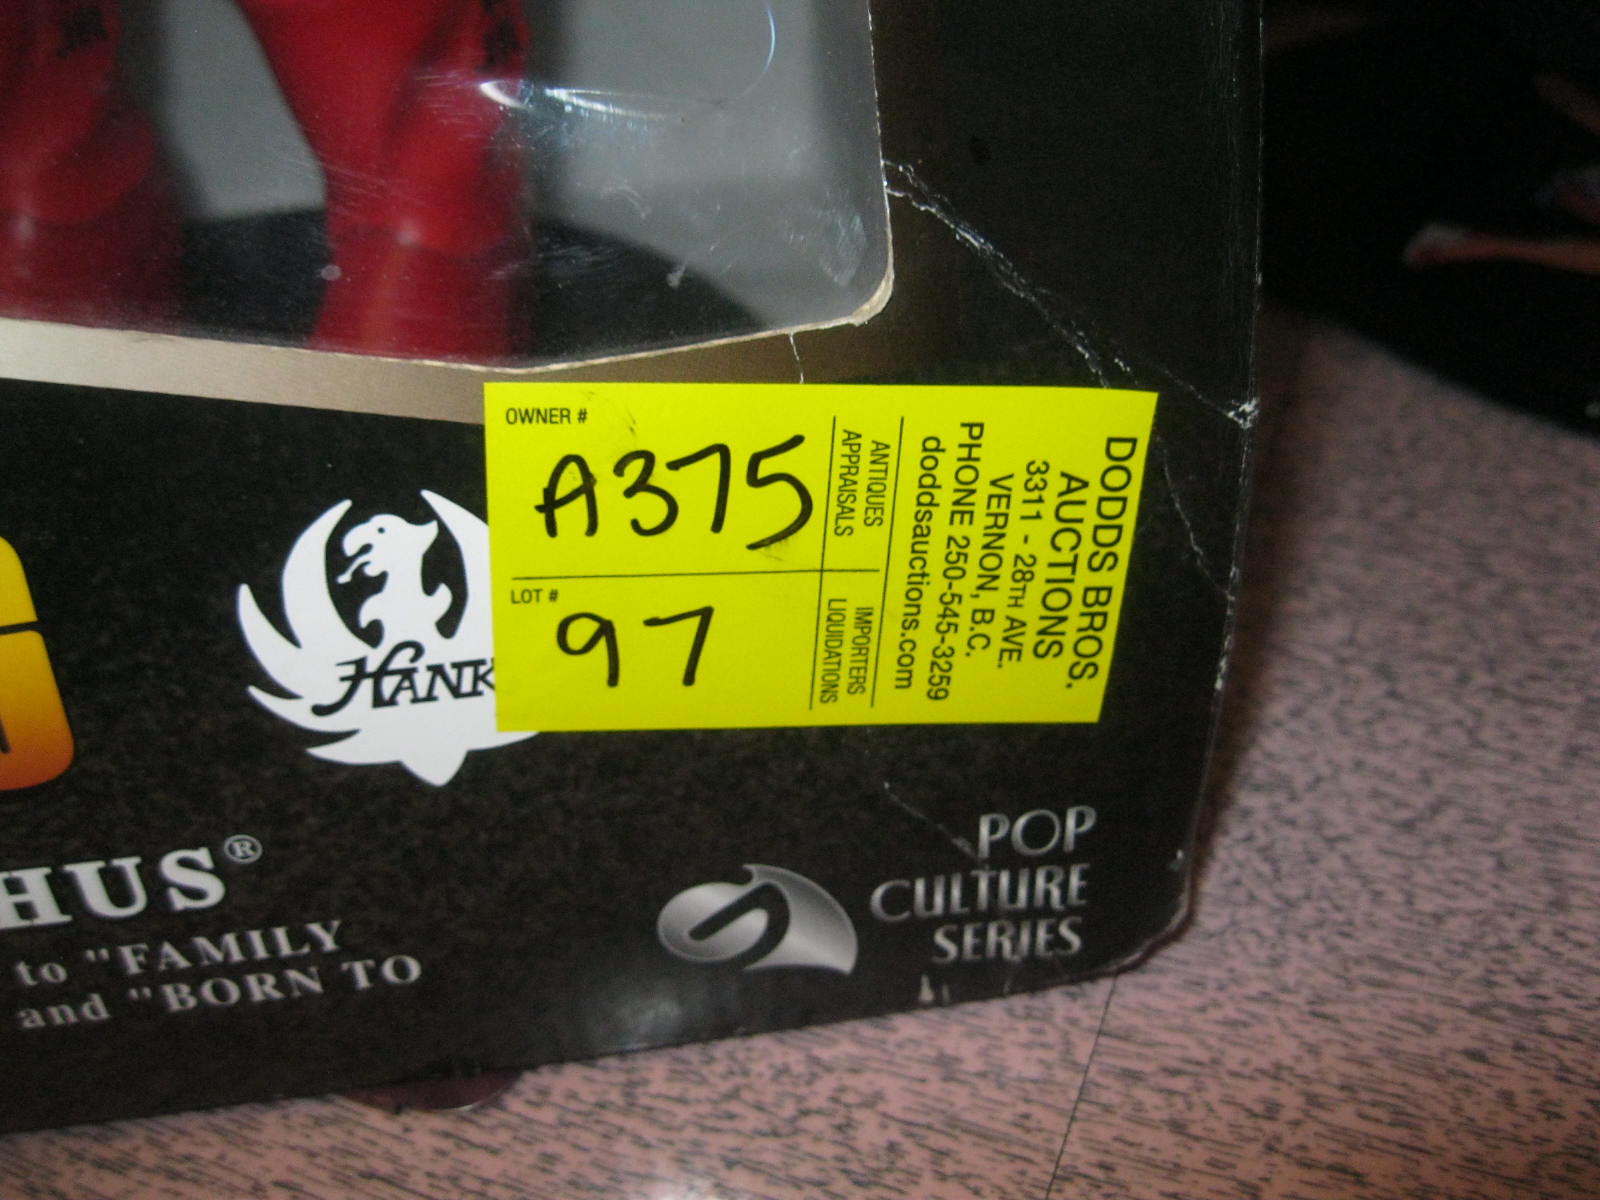 OWNER #
A375
LOT #
97
ANTIQUES
APPRAISALS
IMPORTERS
LIQUIDATIONS
DODDS BROS.
AUCTIONS
3311 - 28TH AVE.
VERNON, B.C.
PHONE 250-545-3259
doddsauctions.com
HANK
HUS®
to "FAMILY
and "BORN TO
POP
CULTURE
SERIES